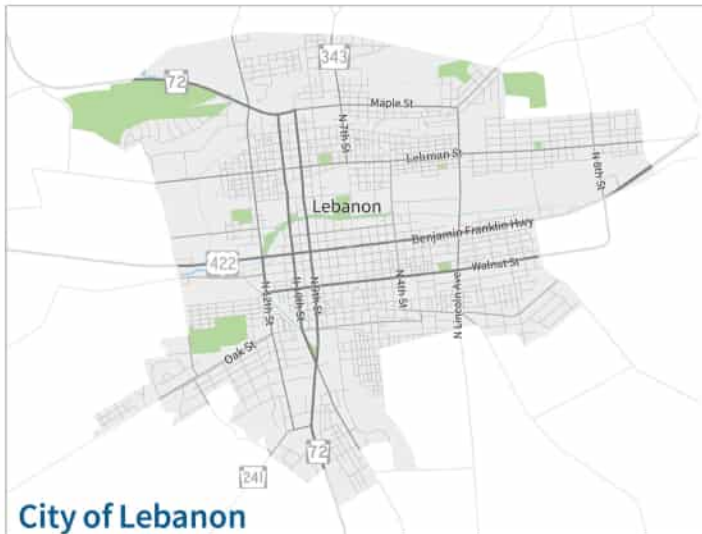 343
72
Maple St
N 7th St
Lehman St
N 8th St
Lebanon
Benjamin Franklin Hwy
422
Walnut St
N 12th St
N 10th St
N 4th St
N Lincoln Ave
Oak St
72
241
City of Lebanon